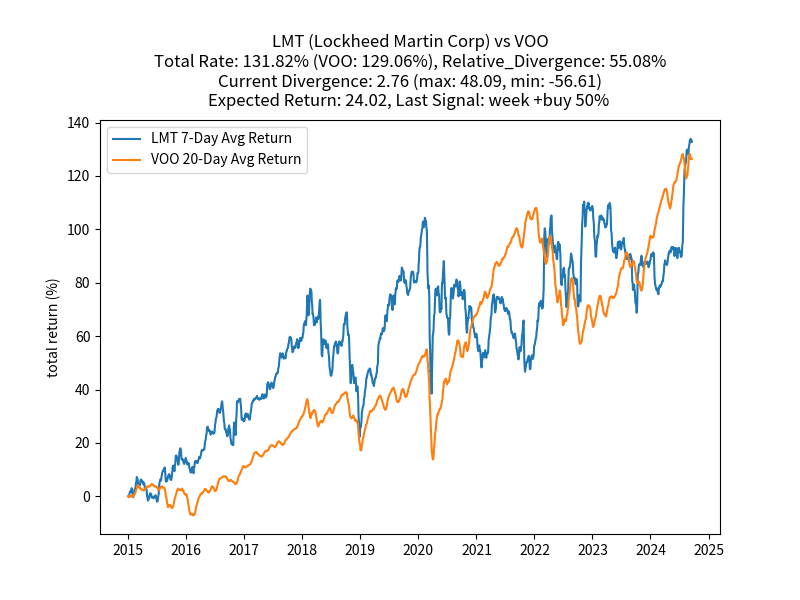 LMT (Lockheed Martin Corp) vs VOO
Total Rate: 131.82% (VOO: 129.06%), Relative_Divergence: 55.08%
Current Divergence: 2.76 (max: 48.09, min: -56.61)
Expected Return: 24.02, Last Signal: week +buy 50%
LMT 7-Day Avg Return
VOO 20-Day Avg Return
total return (%)
140
120
100
80
60
40
20
0
2015 2016 2017 2018 2019 2020 2021 2022 2023 2024 2025